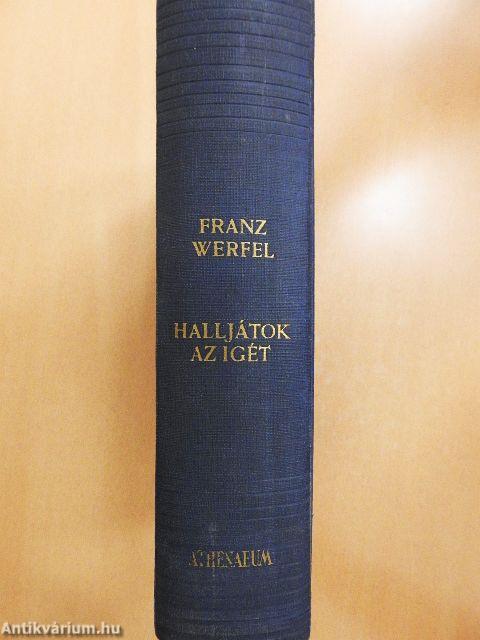 FRANZ
WERFEL
HALLJÁTOK
AZ IGÉT
ATHENAEUM
Antikvárium.hu